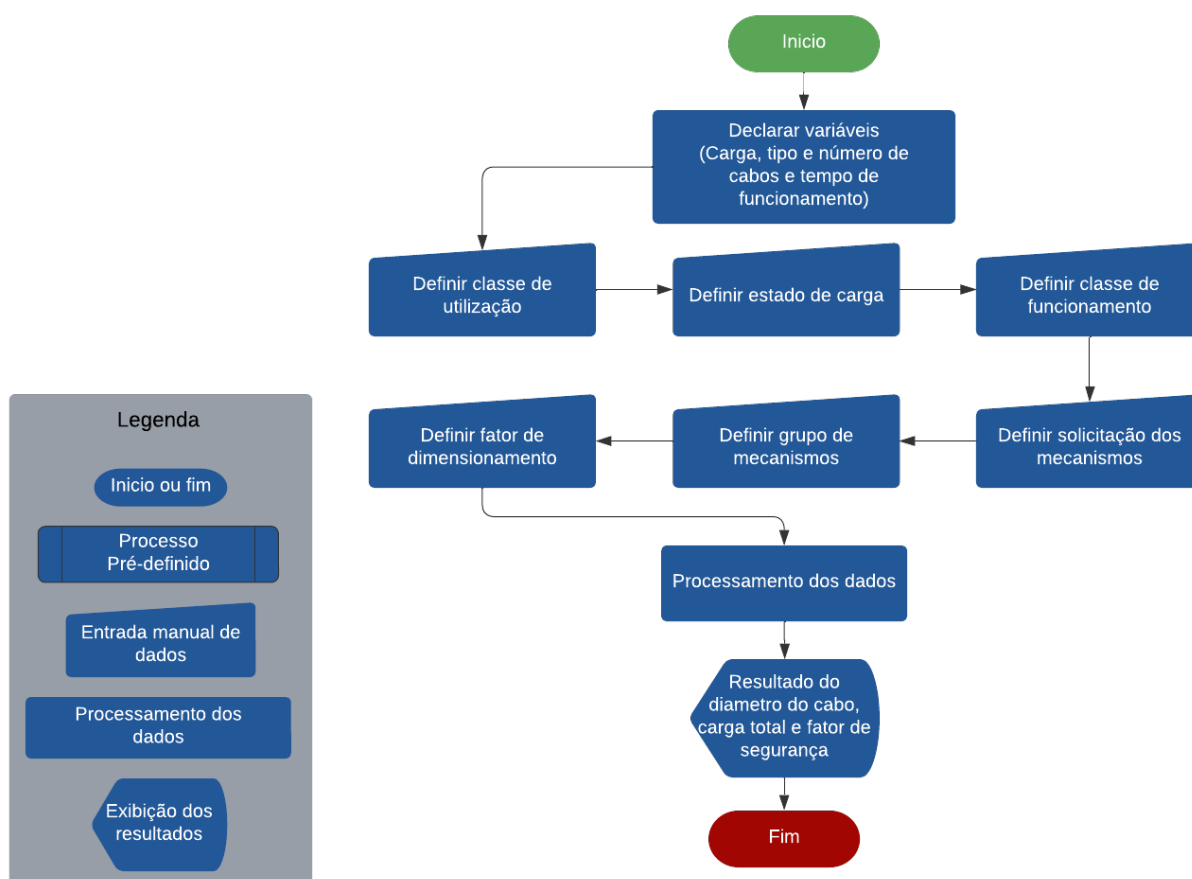 Inicio
Declarar variáveis
(Carga, tipo e número de
cabos e tempo de
funcionamento)
Definir classe de
utilização
Definir estado de carga
Definir classe de
funcionamento
Definir solicitação dos
mecanismos
Definir grupo de
mecanismos
Definir fator de
dimensionamento
Processamento dos dados
Resultado do
diametro do cabo,
carga total e fator de
segurança
Fim
Legenda
Inicio ou fim
Processo
Pré-definido
Entrada manual de
dados
Processamento dos
dados
Exibição dos
resultados